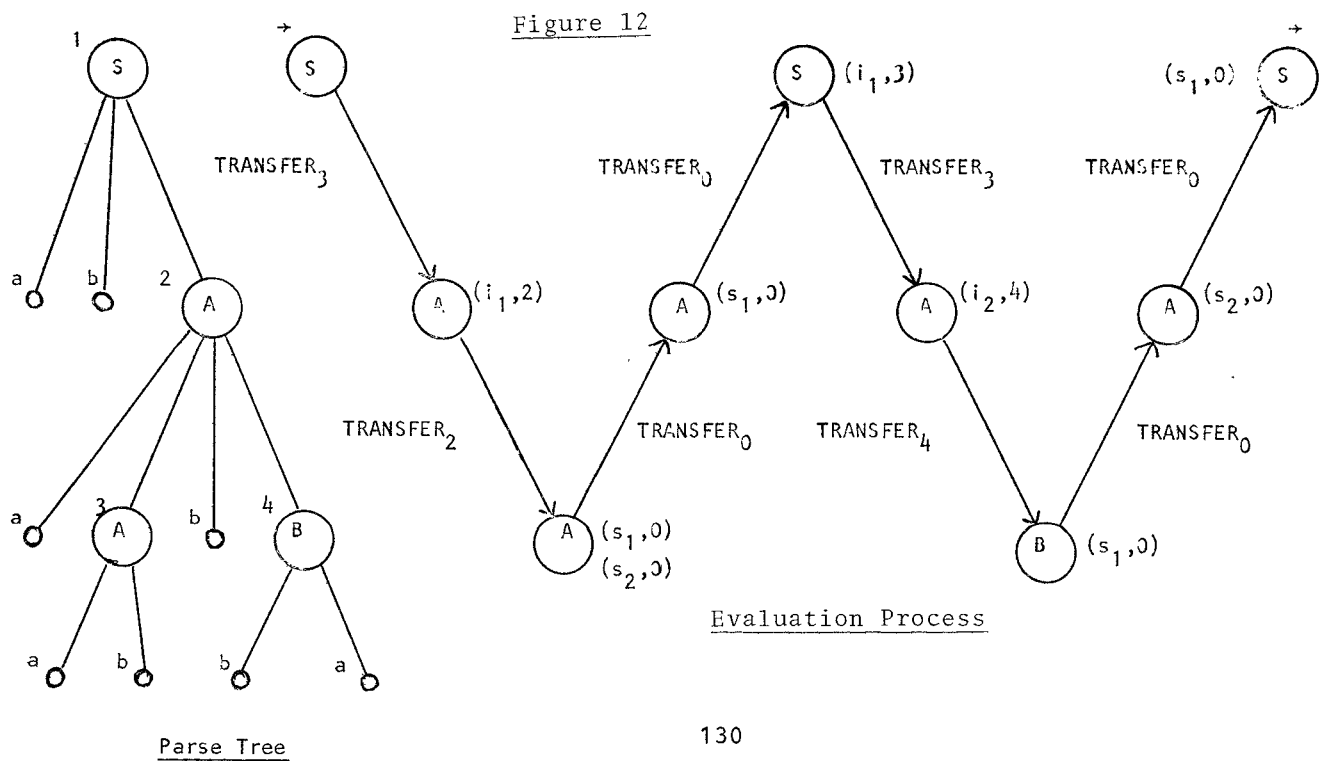 Figure 12
1
S
a
b
2
A
a
3
A
b
4
B
a
b
b
a
Parse Tree
→
S
TRANSFER₃
A (i₁,2)
TRANSFER₂
A (s₁,0)
(s₂,0)
TRANSFER₀
A (s₁,0)
TRANSFER₀
S (i₁,3)
TRANSFER₃
A (i₂,4)
TRANSFER₄
B (s₁,0)
TRANSFER₀
A (s₂,0)
TRANSFER₀
→
(s₁,0) S
Evaluation Process
130